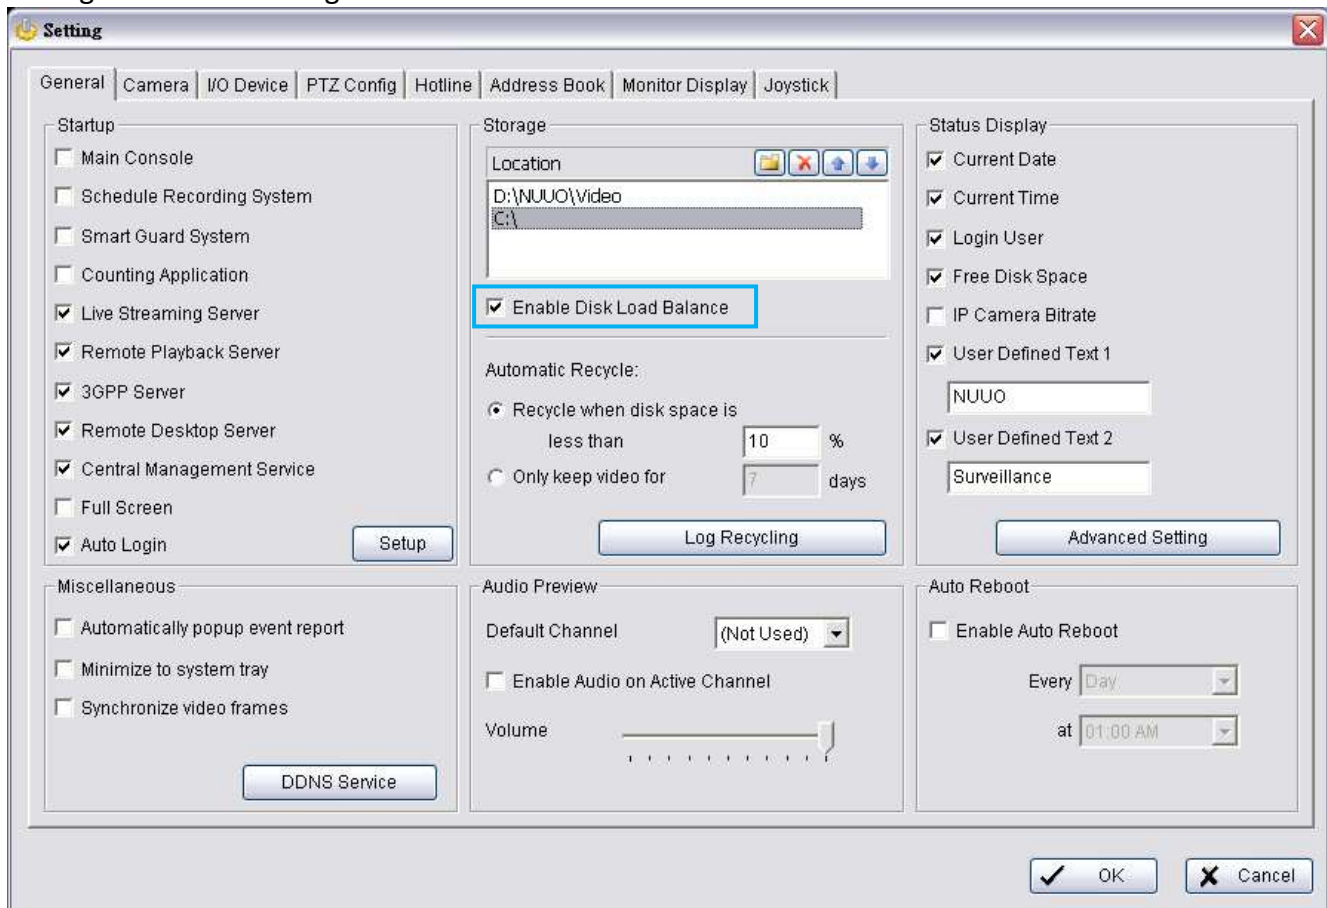 Setting
General Camera I/O Device PTZ Config Hotline Address Book Monitor Display Joystick
Startup
Main Console
Schedule Recording System
Smart Guard System
Counting Application
Live Streaming Server
Remote Playback Server
3GPP Server
Remote Desktop Server
Central Management Service
Full Screen
Auto Login Setup
Storage
Location
D:\NUUO\Video
C:\
Enable Disk Load Balance
Automatic Recycle:
Recycle when disk space is
less than 10 %
Only keep video for 7 days
Log Recycling
Status Display
Current Date
Current Time
Login User
Free Disk Space
IP Camera Bitrate
User Defined Text 1
NUUO
User Defined Text 2
Surveillance
Advanced Setting
Miscellaneous
Automatically popup event report
Minimize to system tray
Synchronize video frames
DDNS Service
Audio Preview
Default Channel (Not Used)
Enable Audio on Active Channel
Volume
Auto Reboot
Enable Auto Reboot
Every Day
at 01:00 AM
OK Cancel